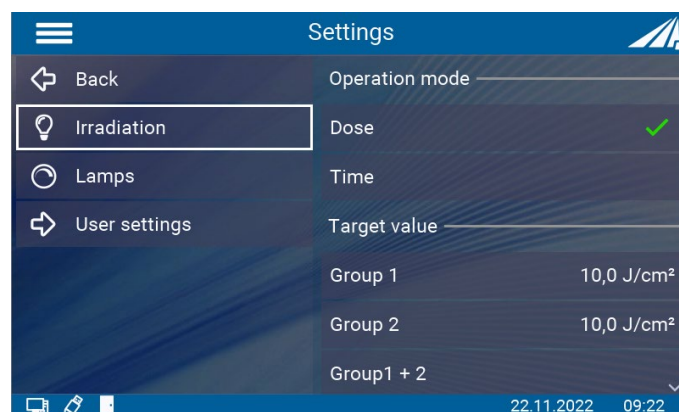 Settings
Back
Irradiation
Lamps
User settings
Operation mode
Dose
Time
Target value
Group 1 10,0 J/cm²
Group 2 10,0 J/cm²
Group1 + 2
22.11.2022 09:22